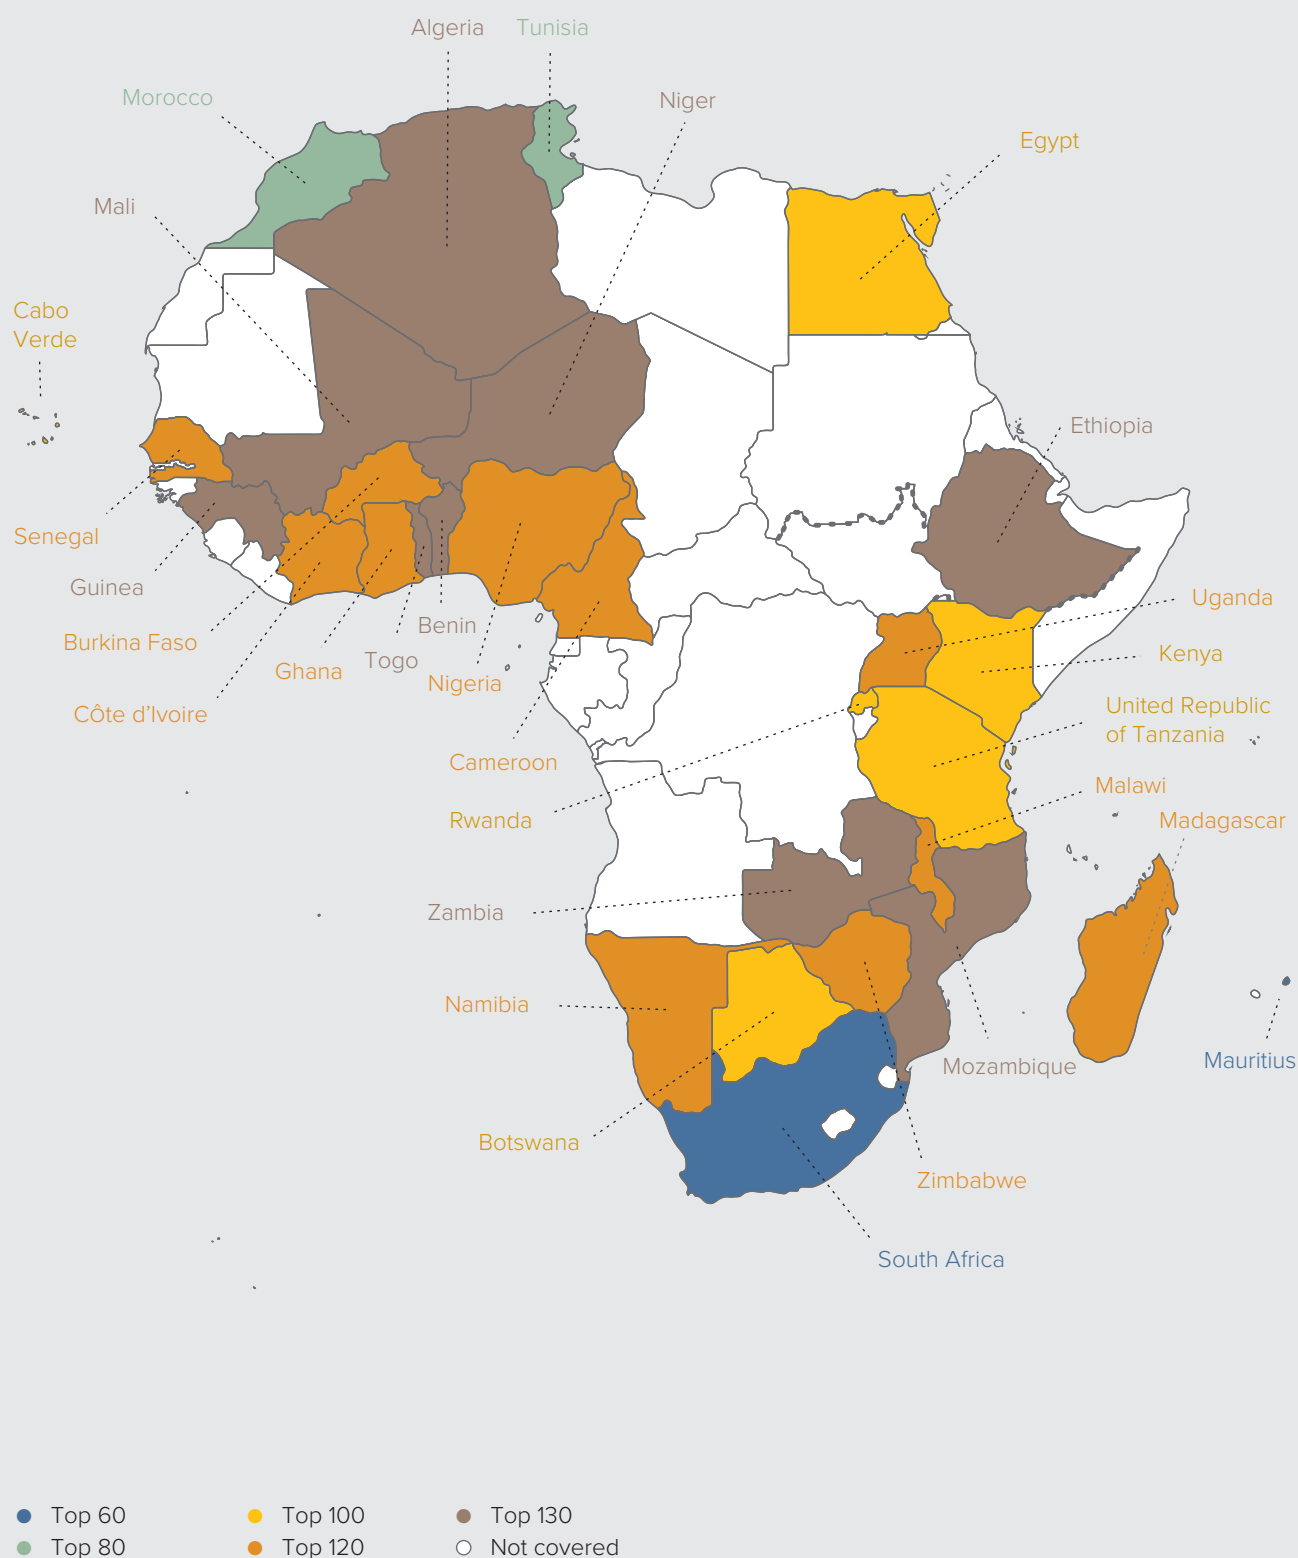 Algeria
Tunisia
Morocco
Niger
Egypt
Mali
Cabo
Verde
Ethiopia
Senegal
Guinea
Uganda
Benin
Burkina Faso
Kenya
Togo
Ghana
Nigeria
United Republic
of Tanzania
Côte d’Ivoire
Cameroon
Malawi
Rwanda
Madagascar
Zambia
Namibia
Mozambique
Mauritius
Botswana
Zimbabwe
South Africa
Top 60
Top 100
Top 130
Top 80
Top 120
Not covered